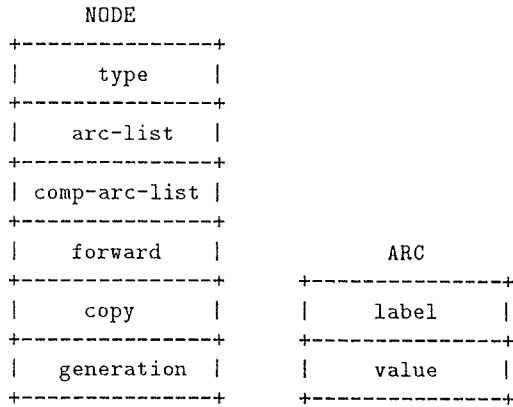 NODE
type
arc-list
comp-arc-list
forward
copy
generation
ARC
label
value